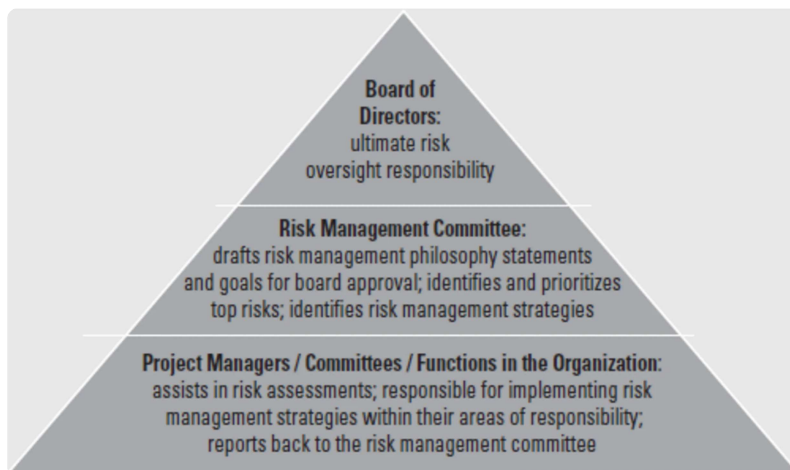 Board of
Directors:
ultimate risk
oversight responsibility
Risk Management Committee:
drafts risk management philosophy statements
and goals for board approval; identifies and prioritizes
top risks; identifies risk management strategies
Project Managers / Committees / Functions in the Organization:
assists in risk assessments; responsible for implementing risk
management strategies within their areas of responsibility;
reports back to the risk management committee